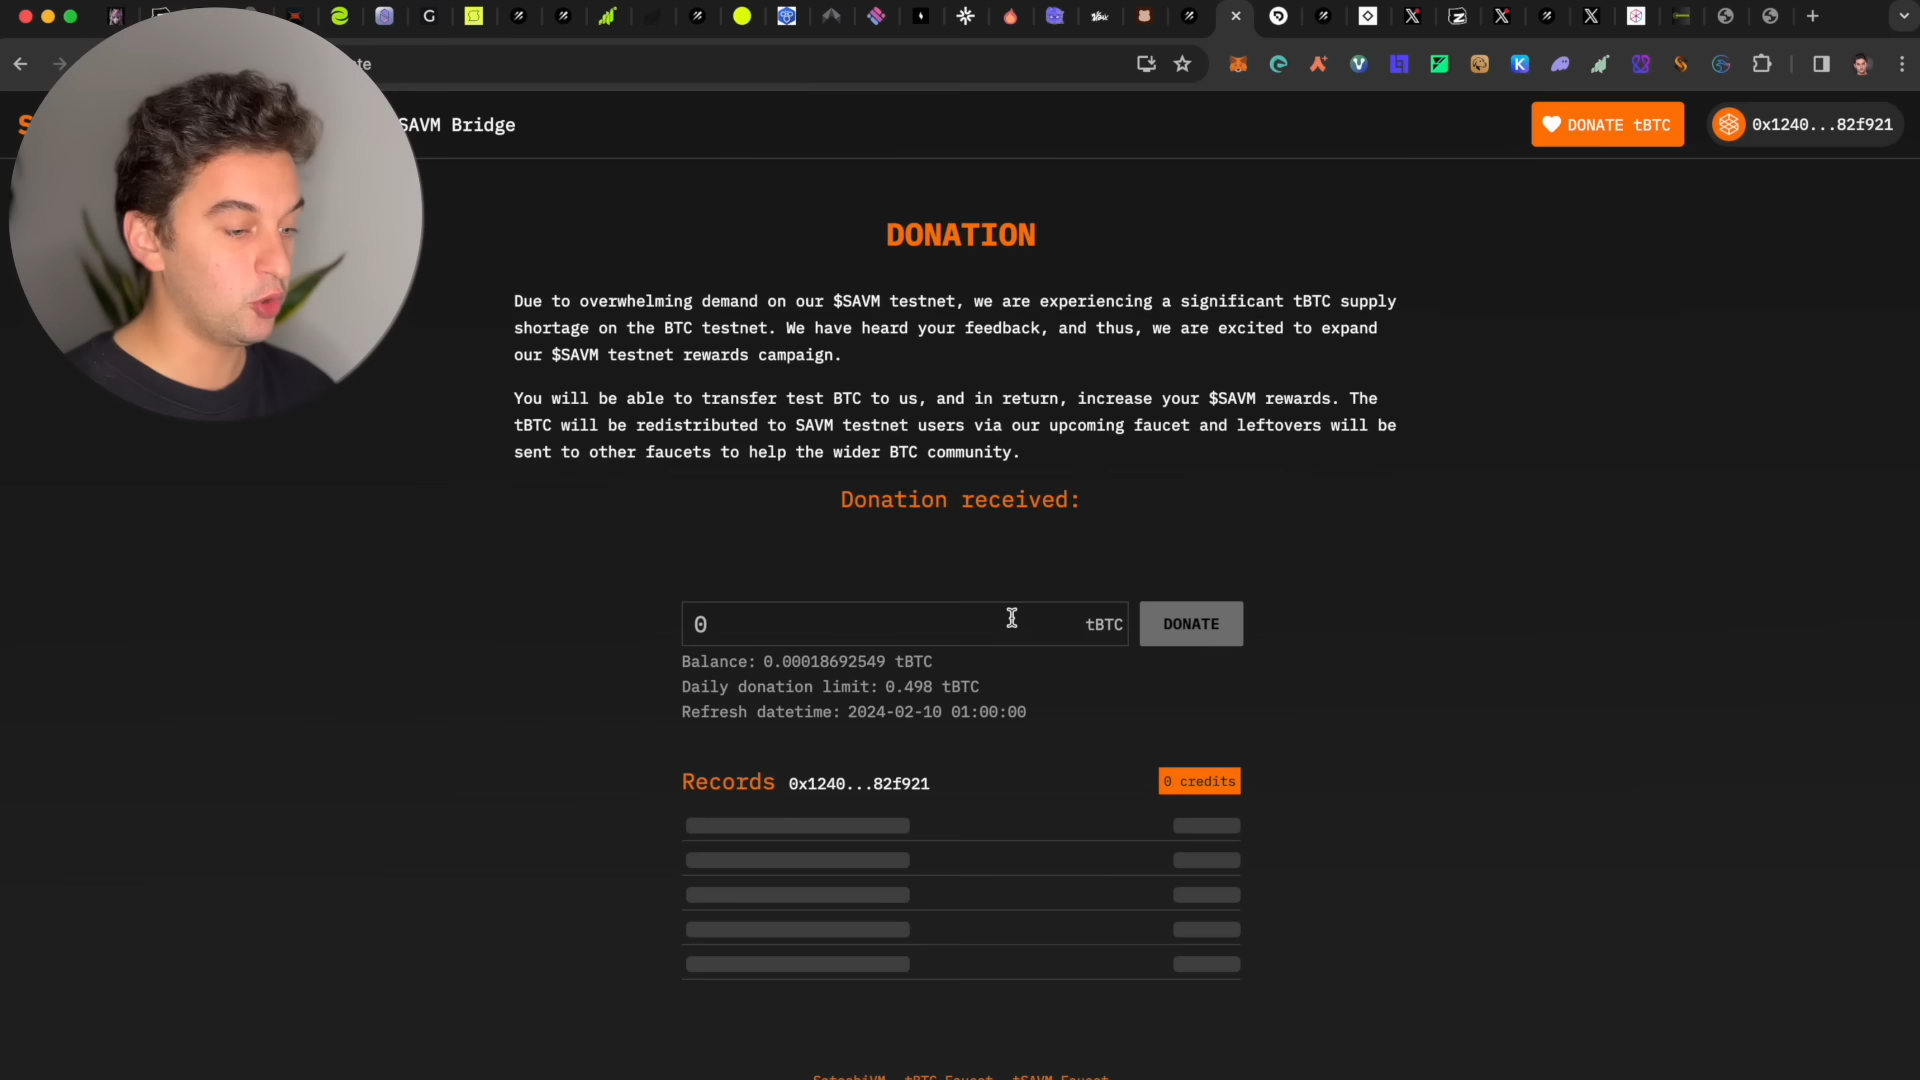 te
SAVM Bridge
DONATE tBTC
0x1240...82f921
DONATION
Due to overwhelming demand on our $SAVM testnet, we are experiencing a significant tBTC supply
shortage on the BTC testnet. We have heard your feedback, and thus, we are excited to expand
our $SAVM testnet rewards campaign.
You will be able to transfer test BTC to us, and in return, increase your $SAVM rewards. The
tBTC will be redistributed to SAVM testnet users via our upcoming faucet and leftovers will be
sent to other faucets to help the wider BTC community.
Donation received:
0
tBTC
DONATE
Balance: 0.00018692549 tBTC
Daily donation limit: 0.498 tBTC
Refresh datetime: 2024-02-10 01:00:00
Records 0x1240...82f921
0 credits
SatoshiVM tBTC Faucet tSAVM Faucet